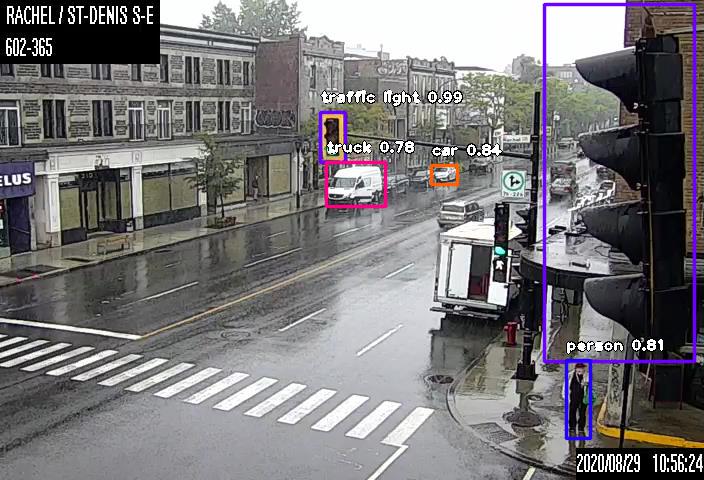 RACHEL / ST-DENIS S-E
602-365
traffic light 0.99
truck 0.78
car 0.84
ELUS
person 0.81
2020/08/29 10:56:24